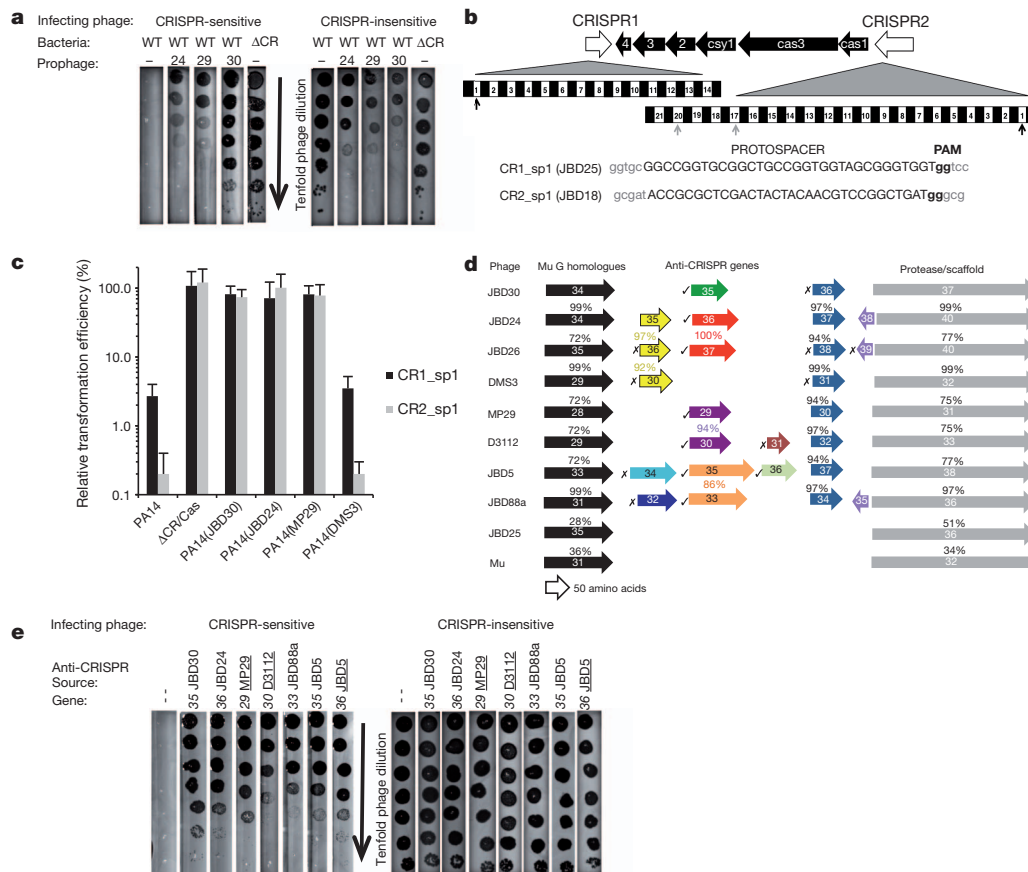 a
Infecting phage: CRISPR-sensitive CRISPR-insensitive
Bacteria: WT WT WT WT ΔCR WT WT WT WT ΔCR
Prophage: – 24 29 30 – – 24 29 30 –
Tenfold phage dilution
b
CRISPR1 CRISPR2
4 3 2 csy1 cas3 cas1
1 2 3 4 5 6 7 8 9 10 11 12 13 14
21 20 19 18 17 16 15 14 13 12 11 10 9 8 7 6 5 4 3 2 1
PROTOSPACER PAM
CR1_sp1 (JBD25) ggtgcGGCCGGTGCGGCTGCCGGTGGTAGCGGGTGGTggtcc
CR2_sp1 (JBD18) gcgatACCGCGCTCGACTACTACAACGTCCGGCTGATgggcg
c
Relative transformation efficiency (%)
100.0
10.0
1.0
0.1
CR1_sp1
CR2_sp1
PA14 ΔCR/Cas PA14(JBD30) PA14(JBD24) PA14(MP29) PA14(DMS3)
d
Phage Mu G homologues Anti-CRISPR genes Protease/scaffold
JBD30 34 ✓ 35 ✗ 36 37
99% 97% 99%
JBD24 34 35 ✓ 36 37 38 40
72% 97% 100% 94% 77%
JBD26 35 ✗ 36 ✓ 37 ✗ 38 ✗ 39 40
99% 92% 99% 99%
DMS3 29 ✗ 30 ✗ 31 32
72% 94% 75%
MP29 28 ✓ 29 30 31
72% 94% 97% 75%
D3112 29 ✓ 30 ✗ 31 32 33
72% 94% 77%
JBD5 33 ✗ 34 ✓ 35 ✓ 36 37 38
99% 86% 97% 97%
JBD88a 31 ✗ 32 ✓ 33 34 35 36
28% 51%
JBD25 35 36
36% 34%
Mu 31 32
50 amino acids
e
Infecting phage: CRISPR-sensitive CRISPR-insensitive
Anti-CRISPR
Source:
Gene:
- - 35 JBD30 36 JBD24 29 MP29 30 D3112 33 JBD88a 35 JBD5 36 JBD5
- - 35 JBD30 36 JBD24 29 MP29 30 D3112 33 JBD88a 35 JBD5 36 JBD5
Tenfold phage dilution